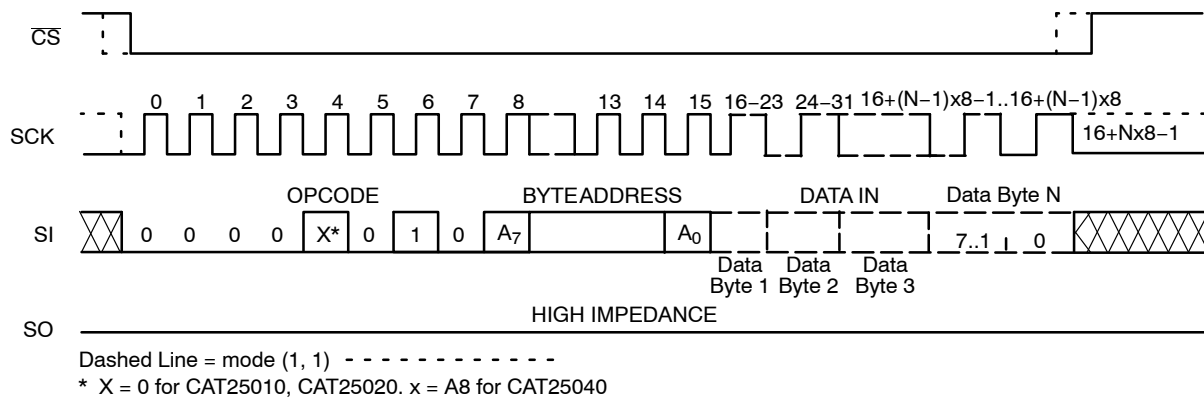 CS
0 1 2 3 4 5 6 7 8 13 14 15 16−23 24−31 16+(N−1)x8−1..16+(N−1)x8
SCK 16+Nx8−1
OPCODE BYTEADDRESS DATA IN Data Byte N
SI 0 0 0 0 X* 0 1 0 A7 A0 7..1 0
Data Byte 1
Data Byte 2
Data Byte 3
HIGH IMPEDANCE
SO
Dashed Line = mode (1, 1)
* X = 0 for CAT25010, CAT25020. x = A8 for CAT25040